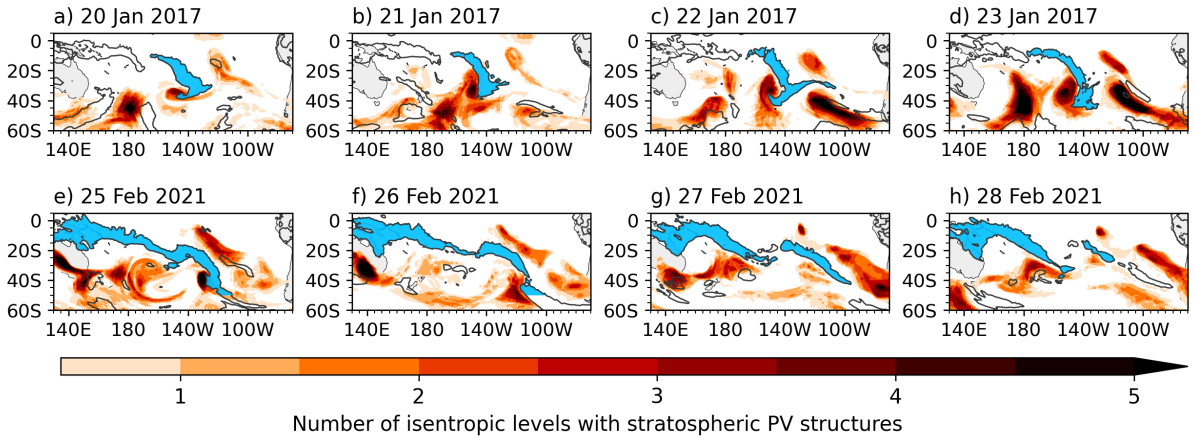 a) 20 Jan 2017 b) 21 Jan 2017 c) 22 Jan 2017 d) 23 Jan 2017
0 0 0 0
20S 20S 20S 20S
40S 40S 40S 40S
60S 60S 60S 60S
140E 180 140W 100W 140E 180 140W 100W 140E 180 140W 100W 140E 180 140W 100W
e) 25 Feb 2021 f) 26 Feb 2021 g) 27 Feb 2021 h) 28 Feb 2021
0 0 0 0
20S 20S 20S 20S
40S 40S 40S 40S
60S 60S 60S 60S
140E 180 140W 100W 140E 180 140W 100W 140E 180 140W 100W 140E 180 140W 100W
1 2 3 4 5
Number of isentropic levels with stratospheric PV structures